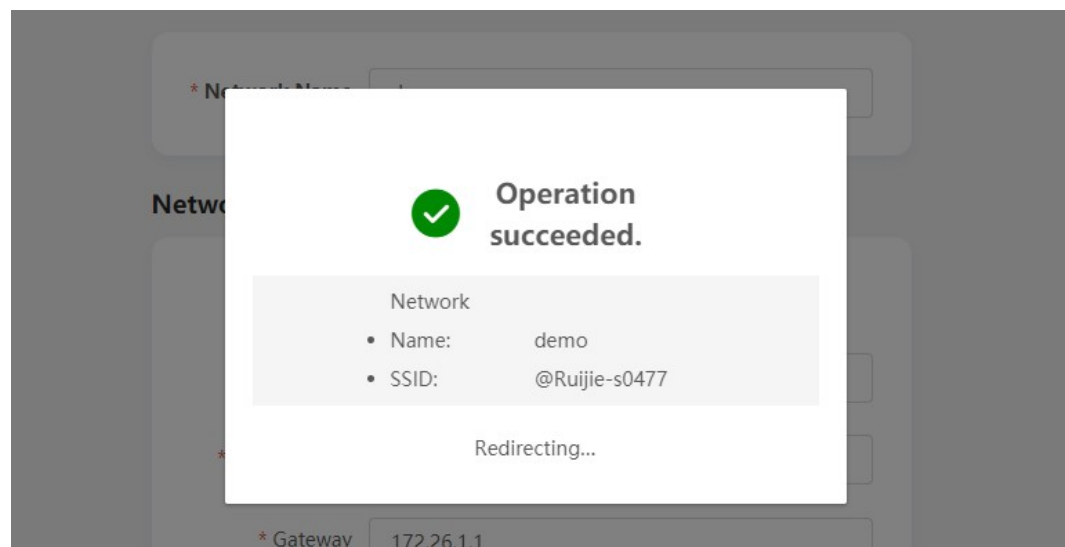 Operation
succeeded.
Network
• Name: demo
• SSID: @Ruijie-s0477
Redirecting...
* Gateway 172.26.1.1